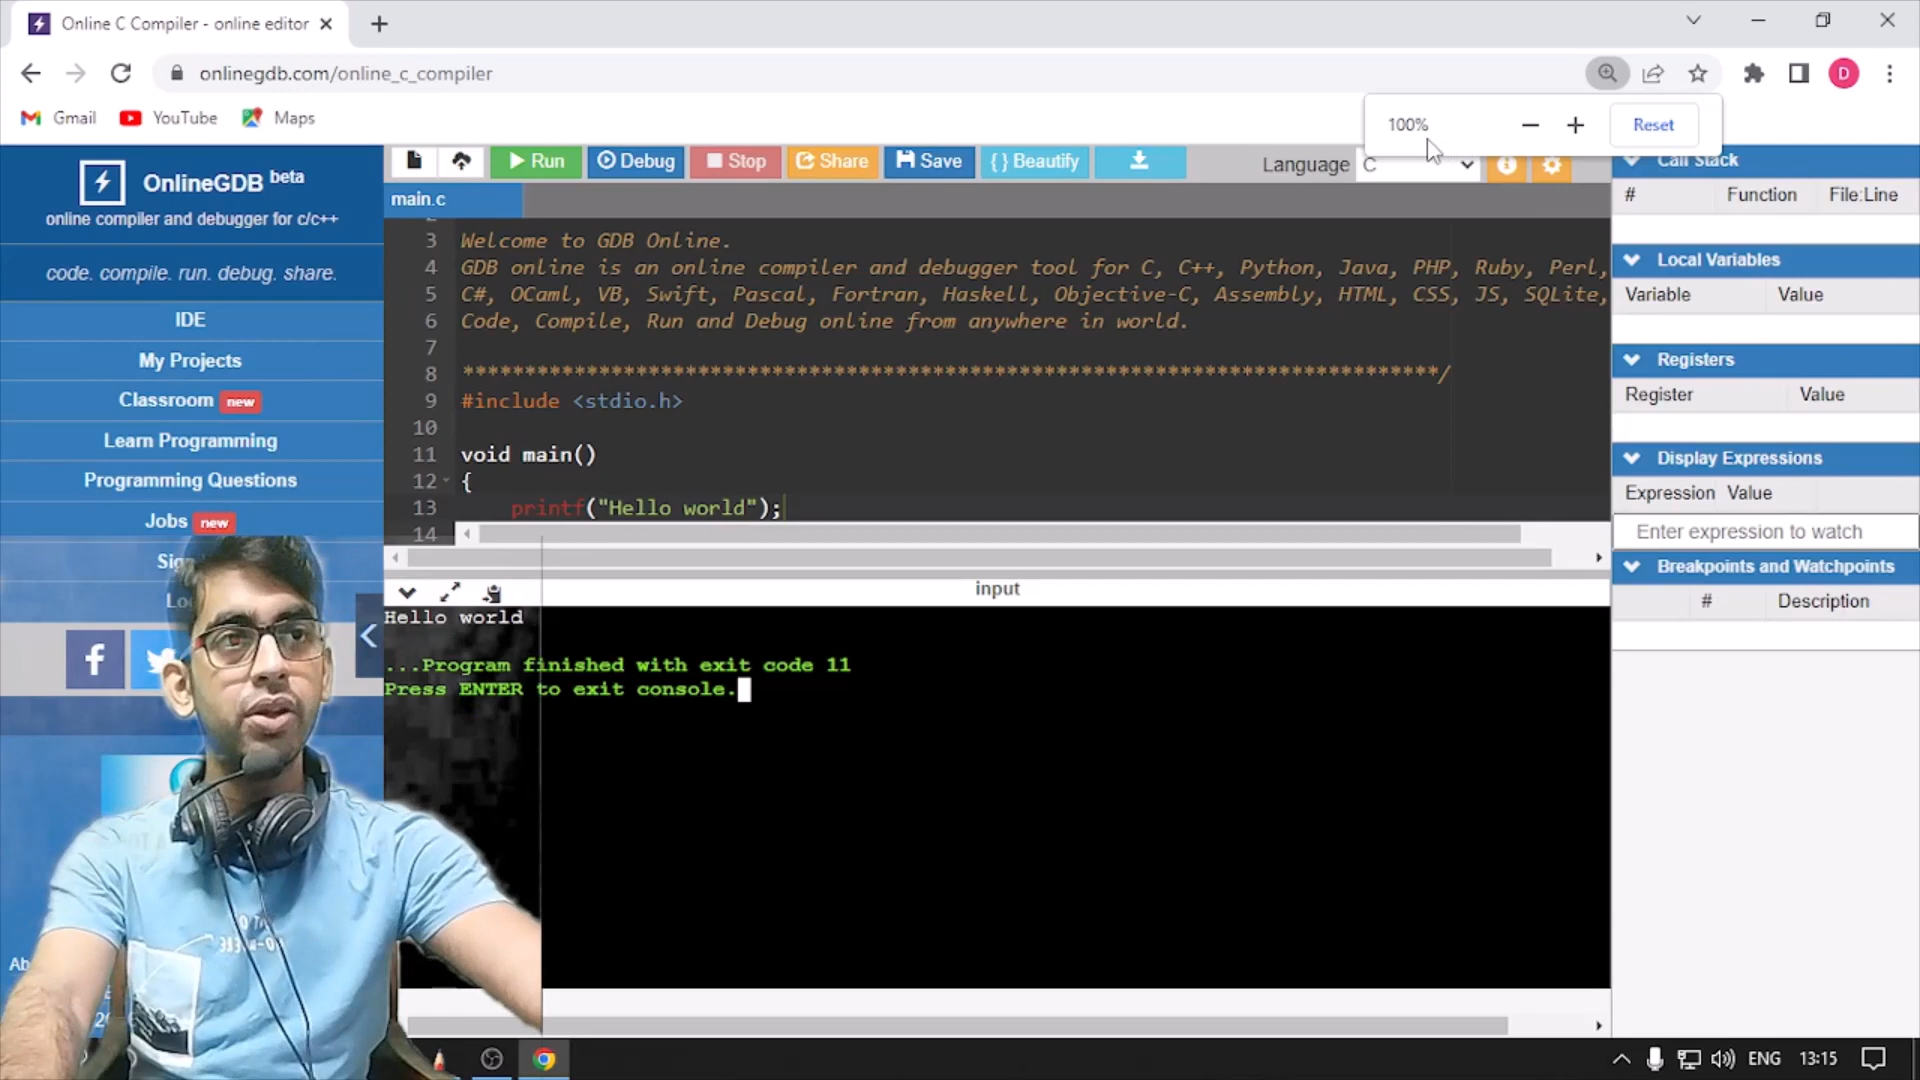 Online C Compiler - online editor
onlinegdb.com/online_c_compiler
D
Gmail YouTube Maps
100% Reset
OnlineGDB beta
online compiler and debugger for c/c++
code. compile. run. debug. share.
IDE
My Projects
Classroom new
Learn Programming
Programming Questions
Jobs new
Run Debug Stop Share Save { } Beautify
Language C
main.c
3 Welcome to GDB Online.
4 GDB online is an online compiler and debugger tool for C, C++, Python, Java, PHP, Ruby, Perl,
5 C#, OCaml, VB, Swift, Pascal, Fortran, Haskell, Objective-C, Assembly, HTML, CSS, JS, SQLite,
6 Code, Compile, Run and Debug online from anywhere in world.
7
8 *******************************************************************************/
9 #include <stdio.h>
10
11 void main()
12 {
13 printf("Hello world");
14
input
Hello world
...Program finished with exit code 11
Press ENTER to exit console.
Call Stack
# Function File:Line
Local Variables
Variable Value
Registers
Register Value
Display Expressions
Expression Value
Enter expression to watch
Breakpoints and Watchpoints
# Description
f
ENG 13:15